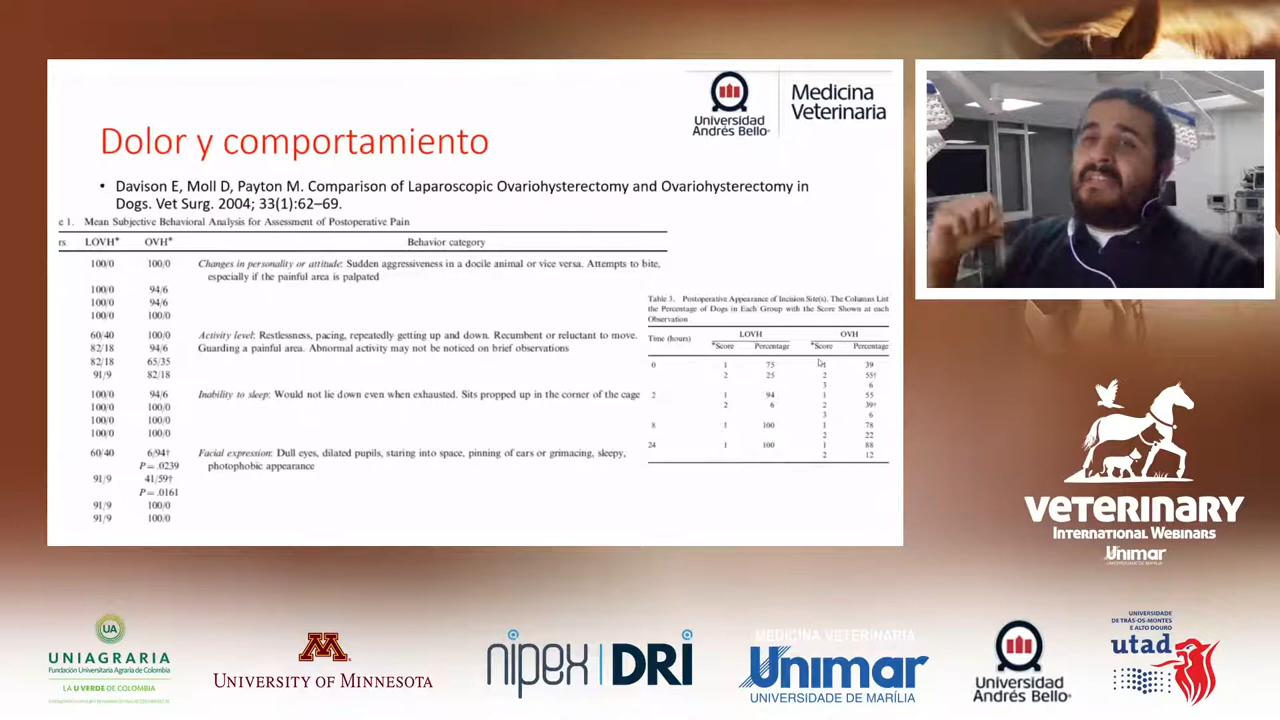 Universidad
Andrés Bello
Medicina
Veterinaria
Dolor y comportamiento
• Davison E, Moll D, Payton M. Comparison of Laparoscopic Ovariohysterectomy and Ovariohysterectomy in
Dogs. Vet Surg. 2004; 33(1):62–69.
e 1. Mean Subjective Behavioral Analysis for Assessment of Postoperative Pain
rs LOVH* OVH* Behavior category
100/0 100/0 Changes in personality or attitude: Sudden aggressiveness in a docile animal or vice versa. Attempts to bite,
especially if the painful area is palpated
100/0 94/6
100/0 94/6
100/0 100/0
60/40 100/0 Activity level: Restlessness, pacing, repeatedly getting up and down. Recumbent or reluctant to move.
82/18 94/6 Guarding a painful area. Abnormal activity may not be noticed on brief observations
82/18 65/35
91/9 82/18
100/0 94/6 Inability to sleep: Would not lie down even when exhausted. Sits propped up in the corner of the cage
100/0 100/0
100/0 100/0
100/0 100/0
60/40 6/94† Facial expression: Dull eyes, dilated pupils, staring into space, pinning of ears or grimacing, sleepy,
P = .0239 photophobic appearance
91/9 41/59†
P = .0161
91/9 100/0
91/9 100/0
Table 3. Postoperative Appearance of Incision Site(s). The Columns List
the Percentage of Dogs in Each Group with the Score Shown at each
Observation
LOVH OVH
Time (hours) *Score Percentage *Score Percentage
0 1 75 1 39
2 25 2 55†
3 6
2 1 94 1 55
2 6 2 39†
3 6
8 1 100 1 78
2 22
24 1 100 1 88
2 12
VETERINARY
INTERNATIONAL WEBINARS
Unimar
UA
UNIAGRARIA
Fundación Universitaria Agraria de Colombia
LA U VERDE DE COLOMBIA
M
UNIVERSITY OF MINNESOTA
nipex DRI
MEDICINA VETERINÁRIA
Unimar
UNIVERSIDADE DE MARÍLIA
Universidad
Andrés Bello
UNIVERSIDADE
DE TRÁS-OS-MONTES
E ALTO DOURO
utad